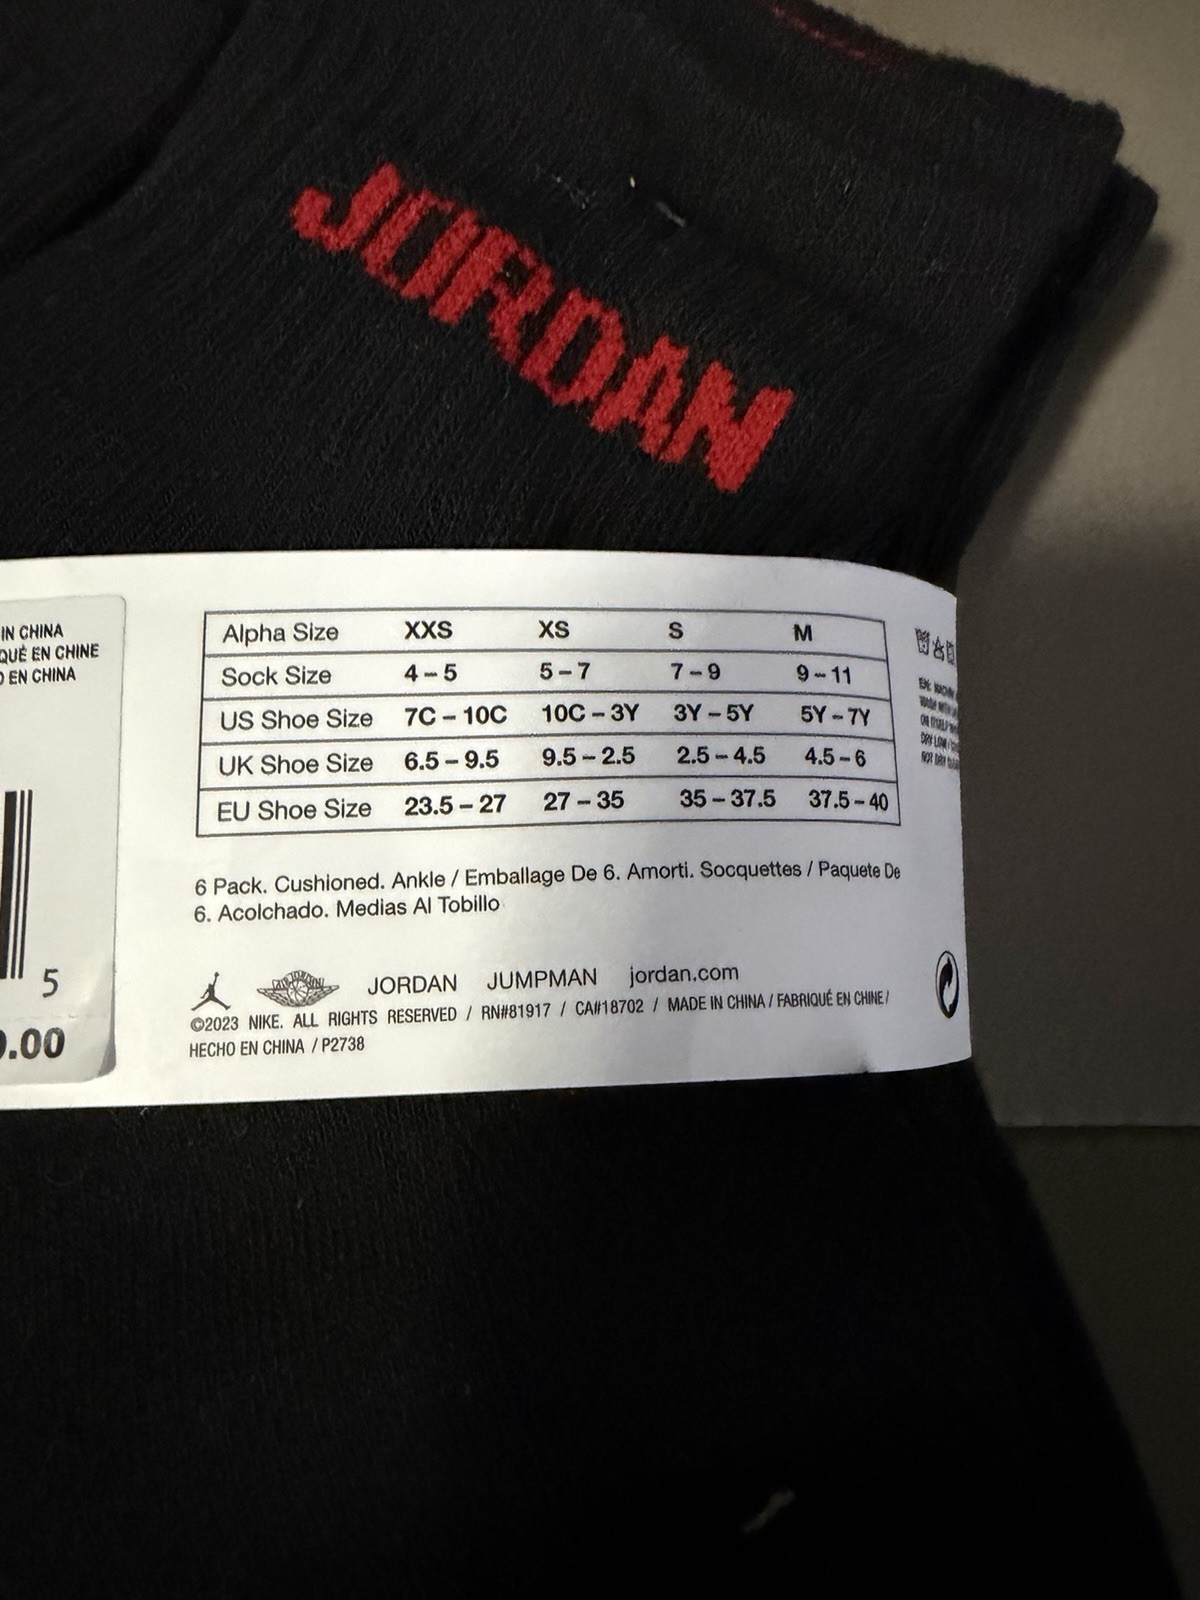 JORDAN
IN CHINA
QUÉ EN CHINE
EN CHINA
5
.00
Alpha Size XXS XS S M
Sock Size 4 – 5 5 – 7 7 – 9 9 – 11
US Shoe Size 7C – 10C 10C – 3Y 3Y – 5Y 5Y – 7Y
UK Shoe Size 6.5 – 9.5 9.5 – 2.5 2.5 – 4.5 4.5 – 6
EU Shoe Size 23.5 – 27 27 – 35 35 – 37.5 37.5 – 40
6 Pack. Cushioned. Ankle / Emballage De 6. Amorti. Socquettes / Paquete De
6. Acolchado. Medias Al Tobillo
JORDAN JUMPMAN jordan.com
©2023 NIKE. ALL RIGHTS RESERVED / RN#81917 / CA#18702 / MADE IN CHINA / FABRIQUÉ EN CHINE /
HECHO EN CHINA / P2738